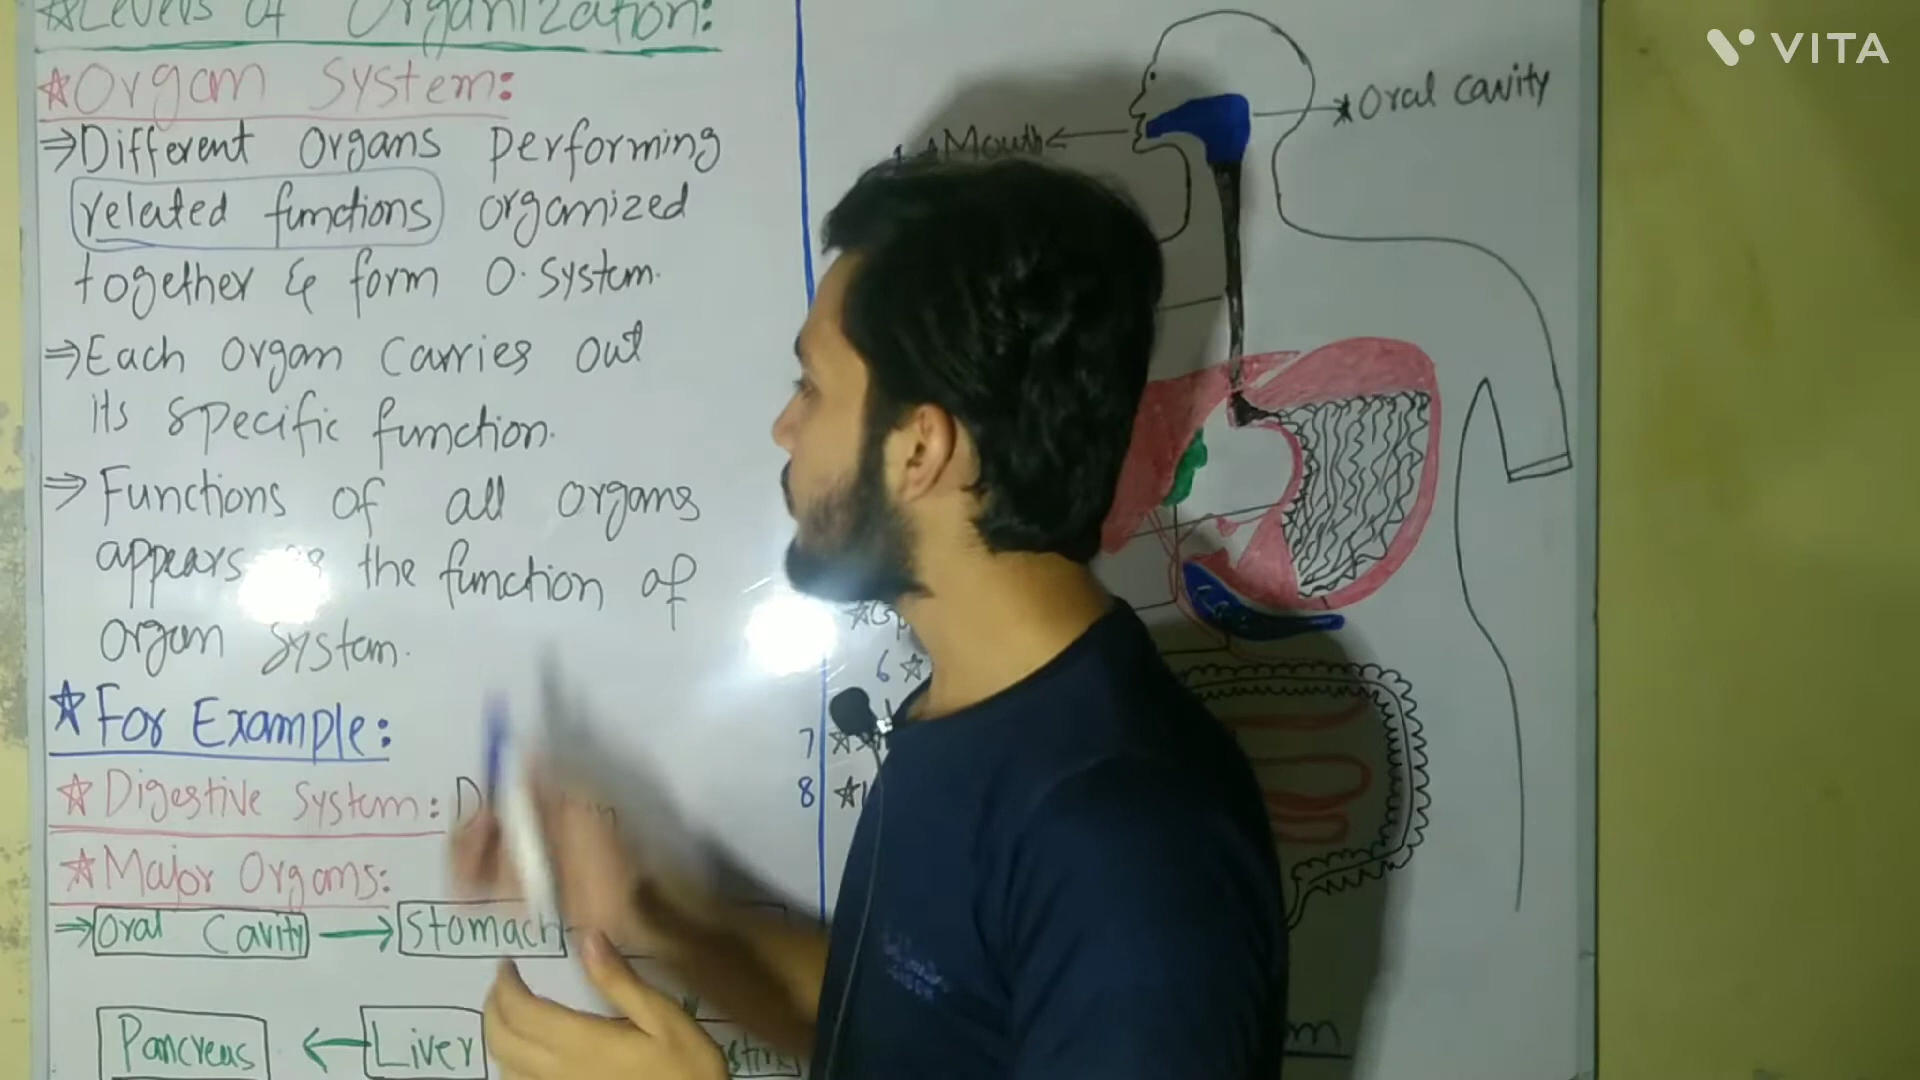 ☆Levels of Organization:
☆Organ System:
⇒Different organs performing
related functions organized
together & form O.System.
⇒Each organ carries out
its specific function.
⇒Functions of all organs
appears as the function of
organ system.
☆For Example:
☆Digestive System:
☆Major Organs:
⇒Oral Cavity → Stomach
Pancreas ← Liver
Mouth
☆Oral cavity
6☆
7☆
8☆
VITA